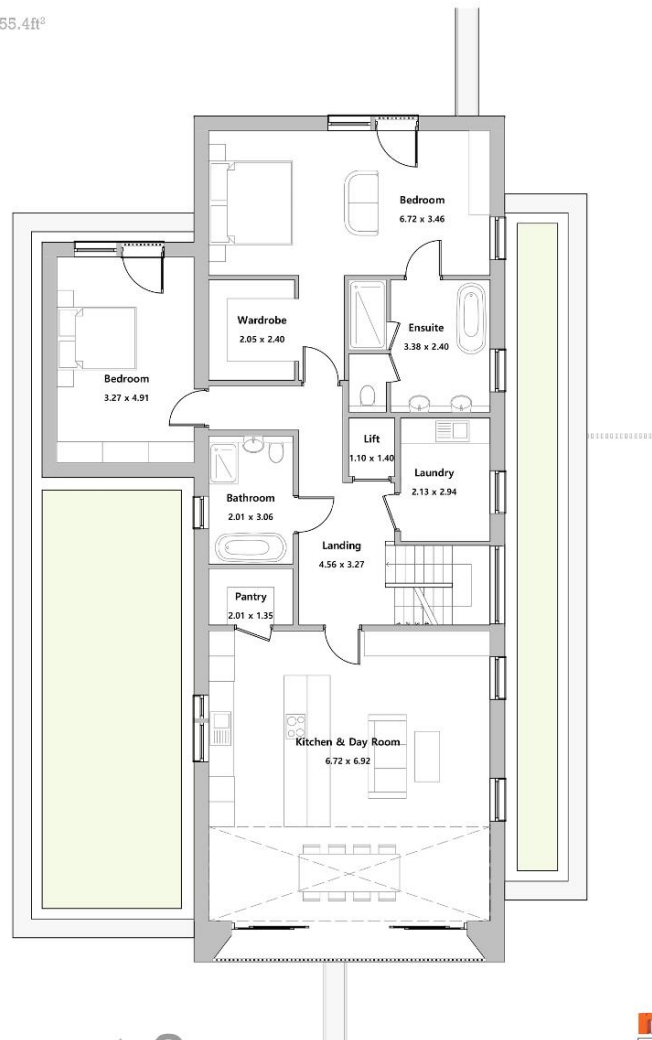 55.4ft²
Bedroom
6.72 x 3.46
Wardrobe
2.05 x 2.40
Ensuite
3.38 x 2.40
Bedroom
3.27 x 4.91
Lift
1.10 x 1.40
Laundry
2.13 x 2.94
Bathroom
2.01 x 3.06
Landing
4.56 x 3.27
Pantry
2.01 x 1.35
Kitchen & Day Room
6.72 x 6.92